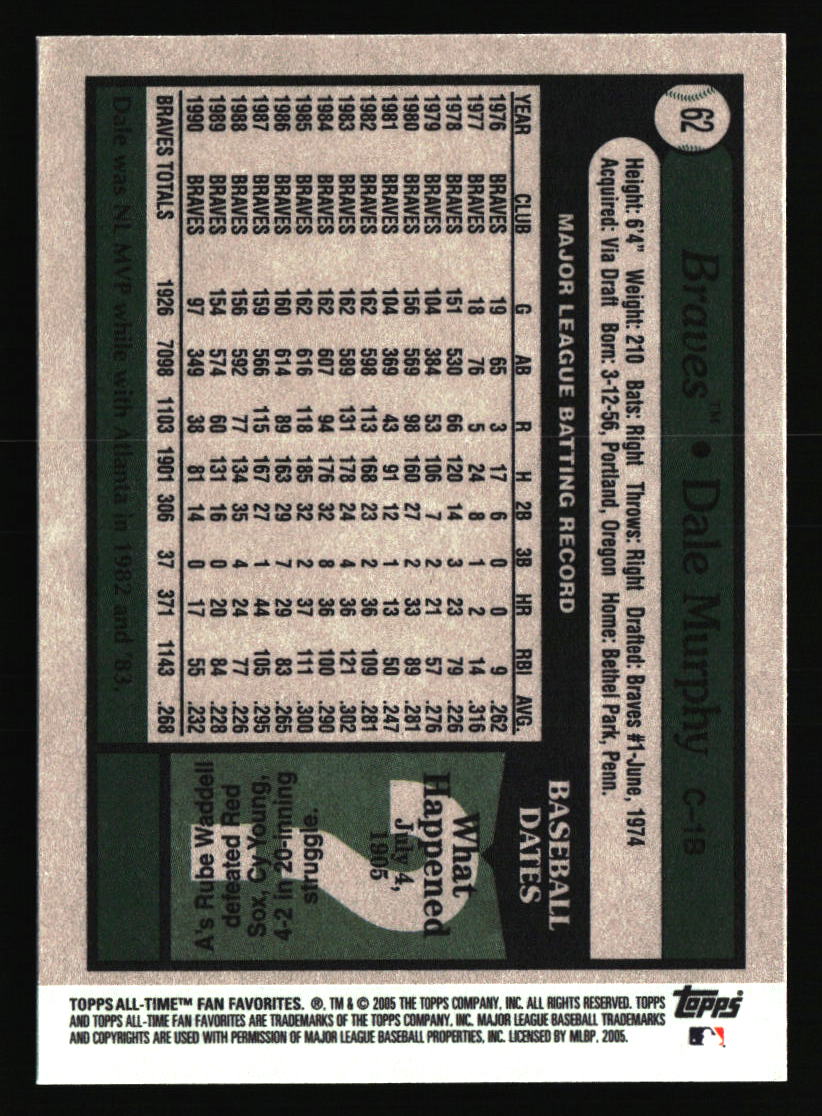 62
Braves™ • Dale Murphy C-1B
Height: 6'4" Weight: 210 Bats: Right Throws: Right Drafted: Braves #1-June, 1974
Acquired: Via Draft Born: 3-12-56, Portland, Oregon Home: Bethel Park, Penn.
MAJOR LEAGUE BATTING RECORD
YEAR CLUB G AB R H 2B 3B HR RBI AVG.
1976 BRAVES 19 65 3 17 6 0 0 9 .262
1977 BRAVES 18 76 5 24 8 1 2 14 .316
1978 BRAVES 151 530 66 120 14 3 23 79 .226
1979 BRAVES 104 384 53 106 7 2 21 57 .276
1980 BRAVES 156 569 98 160 27 2 33 89 .281
1981 BRAVES 104 369 43 91 12 1 13 50 .247
1982 BRAVES 162 598 113 168 23 2 36 109 .281
1983 BRAVES 162 589 131 178 24 4 36 121 .302
1984 BRAVES 162 607 94 176 32 8 36 100 .290
1985 BRAVES 162 616 118 185 32 2 37 111 .300
1986 BRAVES 160 614 89 163 29 7 29 83 .265
1987 BRAVES 159 566 115 167 27 1 44 105 .295
1988 BRAVES 156 592 77 134 35 4 24 77 .226
1989 BRAVES 154 574 60 131 16 0 20 84 .228
1990 BRAVES 97 349 38 81 14 0 17 55 .232
BRAVES TOTALS 1926 7098 1103 1901 306 37 371 1143 .268
Dale was NL MVP while with Atlanta in 1982 and '83.
BASEBALL
DATES
What
Happened
July 4,
1905
?
A's Rube Waddell
defeated Red
Sox, Cy Young,
4-2 in 20-inning
struggle.
TOPPS ALL-TIME™ FAN FAVORITES. ®, TM & © 2005 THE TOPPS COMPANY, INC. ALL RIGHTS RESERVED. TOPPS
AND TOPPS ALL-TIME FAN FAVORITES ARE TRADEMARKS OF THE TOPPS COMPANY, INC. MAJOR LEAGUE BASEBALL TRADEMARKS
AND COPYRIGHTS ARE USED WITH PERMISSION OF MAJOR LEAGUE BASEBALL PROPERTIES, INC. LICENSED BY MLBP, 2005.
topps